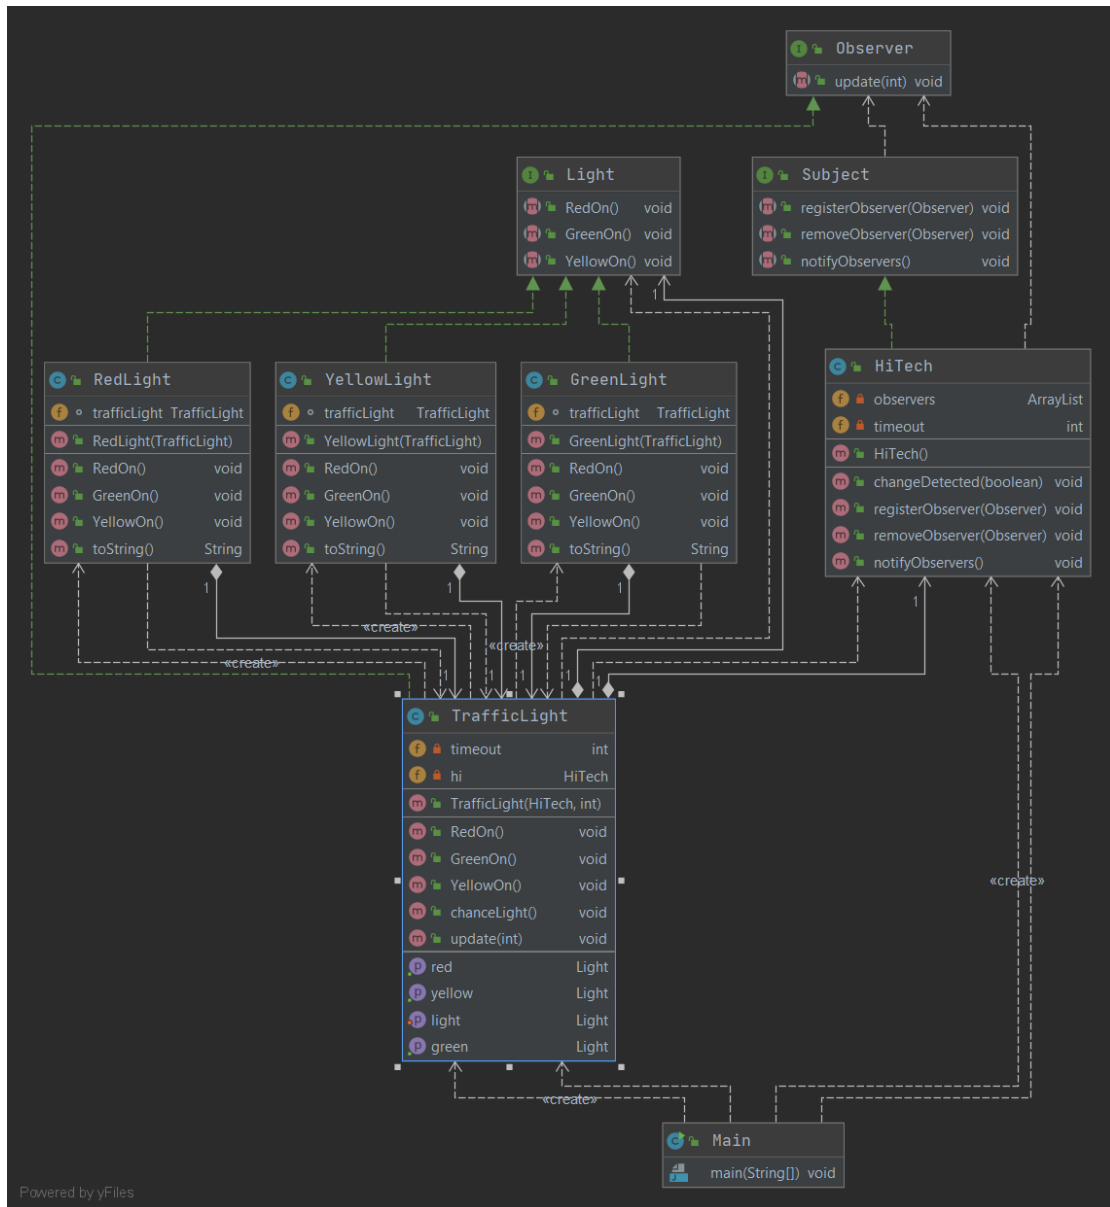 Observer
update(int) void
Light
RedOn() void
GreenOn() void
YellowOn() void
Subject
registerObserver(Observer) void
removeObserver(Observer) void
notifyObservers() void
1
RedLight
trafficLight TrafficLight
RedLight(TrafficLight)
RedOn() void
GreenOn() void
YellowOn() void
toString() String
YellowLight
trafficLight TrafficLight
YellowLight(TrafficLight)
RedOn() void
GreenOn() void
YellowOn() void
toString() String
GreenLight
trafficLight TrafficLight
GreenLight(TrafficLight)
RedOn() void
GreenOn() void
YellowOn() void
toString() String
HiTech
observers ArrayList
timeout int
HiTech()
changeDetected(boolean) void
registerObserver(Observer) void
removeObserver(Observer) void
notifyObservers() void
1
1
1
1
«create»
«create»
«create»
1
1
1
1
1
TrafficLight
timeout int
hi HiTech
TrafficLight(HiTech, int)
RedOn() void
GreenOn() void
YellowOn() void
chanceLight() void
update(int) void
red Light
yellow Light
light Light
green Light
«create»
«create»
Main
main(String[]) void
Powered by yFiles